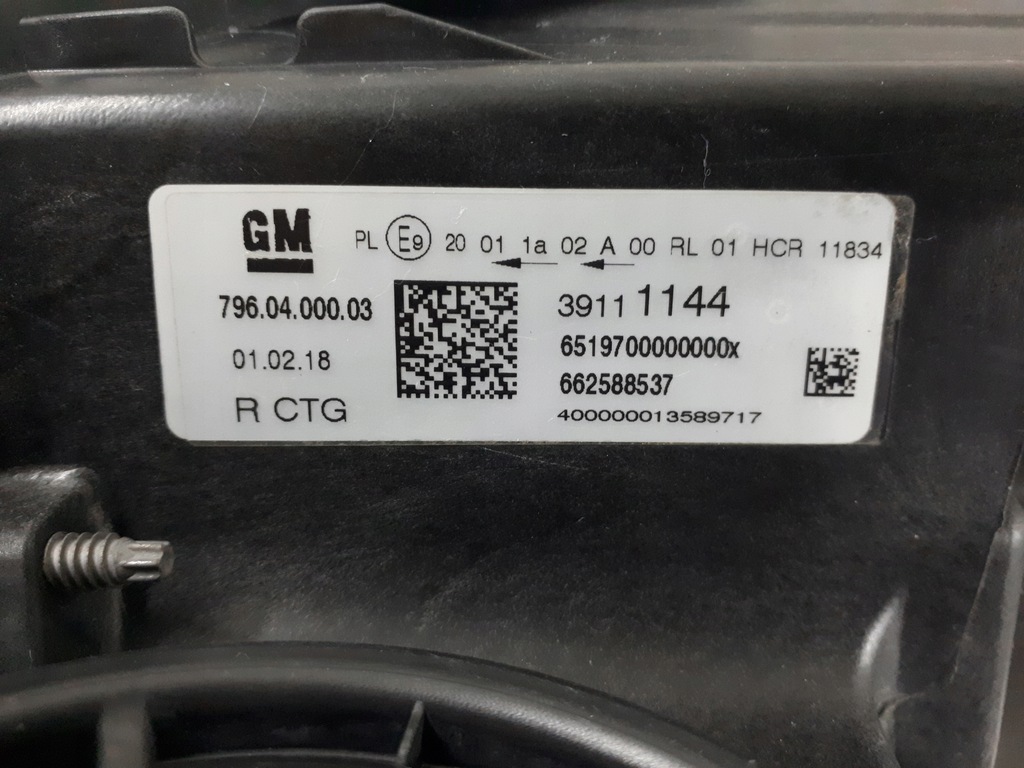 GM
PL E9 20 01 1a 02 A 00 RL 01 HCR 11834
796.04.000.03
39111144
01.02.18
6519700000000x
662588537
R CTG
400000013589717